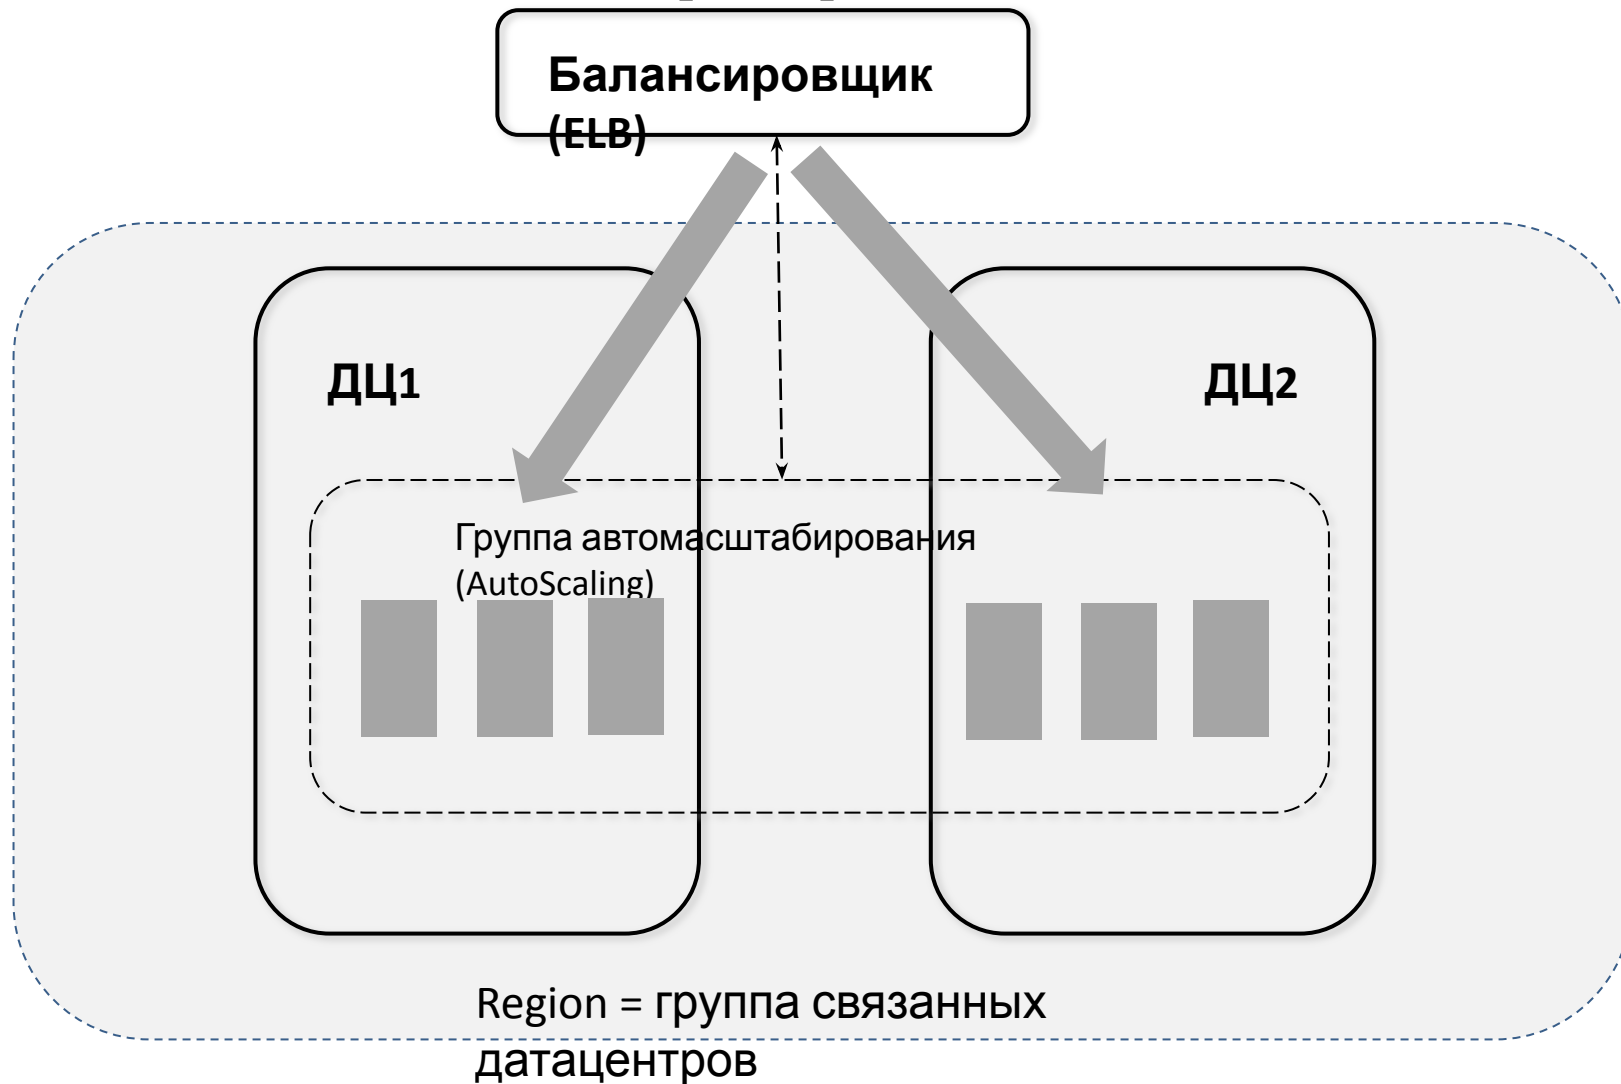 Балансировщик
(ELB)
ДЦ1
ДЦ2
Группа автомасштабирования
(AutoScaling)
Region = группа связанных
датацентров